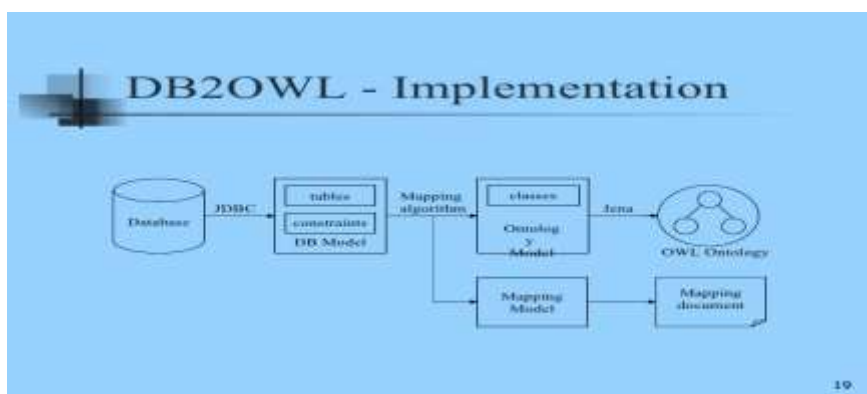 DB2OWL - Implementation
Database
JDBC
tables
constraints
DB Model
Mapping
algorithm
classes
Ontolog
y
Model
Jena
OWL Ontology
Mapping
Model
Mapping
document
19